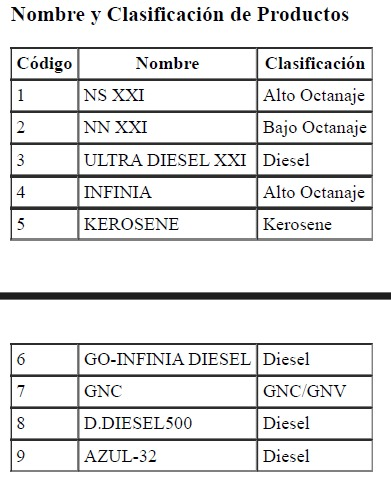 Nombre y Clasificación de Productos
Código Nombre Clasificación
1 NS XXI Alto Octanaje
2 NN XXI Bajo Octanaje
3 ULTRA DIESEL XXI Diesel
4 INFINIA Alto Octanaje
5 KEROSENE Kerosene
6 GO-INFINIA DIESEL Diesel
7 GNC GNC/GNV
8 D.DIESEL500 Diesel
9 AZUL-32 Diesel